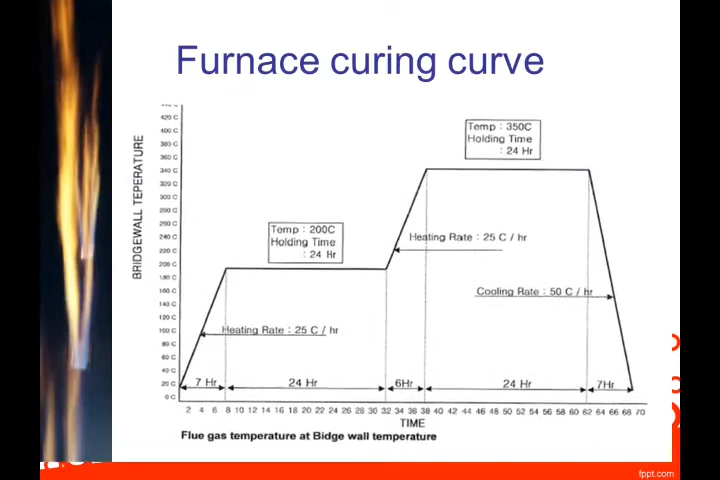 Furnace curing curve
BRIDGEWALL TEPERATURE
420 C
400 C
380 C
360 C
340 C
320 C
300 C
280 C
260 C
240 C
220 C
200 C
180 C
160 C
140 C
120 C
100 C
80 C
60 C
40 C
20 C
0 C
Temp : 350C
Holding Time
: 24 Hr
Temp : 200C
Holding Time
: 24 Hr
Heating Rate : 25 C / hr
Cooling Rate : 50 C / hr
Heating Rate : 25 C / hr
7 Hr 24 Hr 6Hr 24 Hr 7Hr
2 4 6 8 10 12 14 16 18 20 22 24 26 28 30 32 34 36 38 40 42 44 46 48 50 52 54 56 58 60 62 64 66 68 70
TIME
Flue gas temperature at Bidge wall temperature
fppt.com